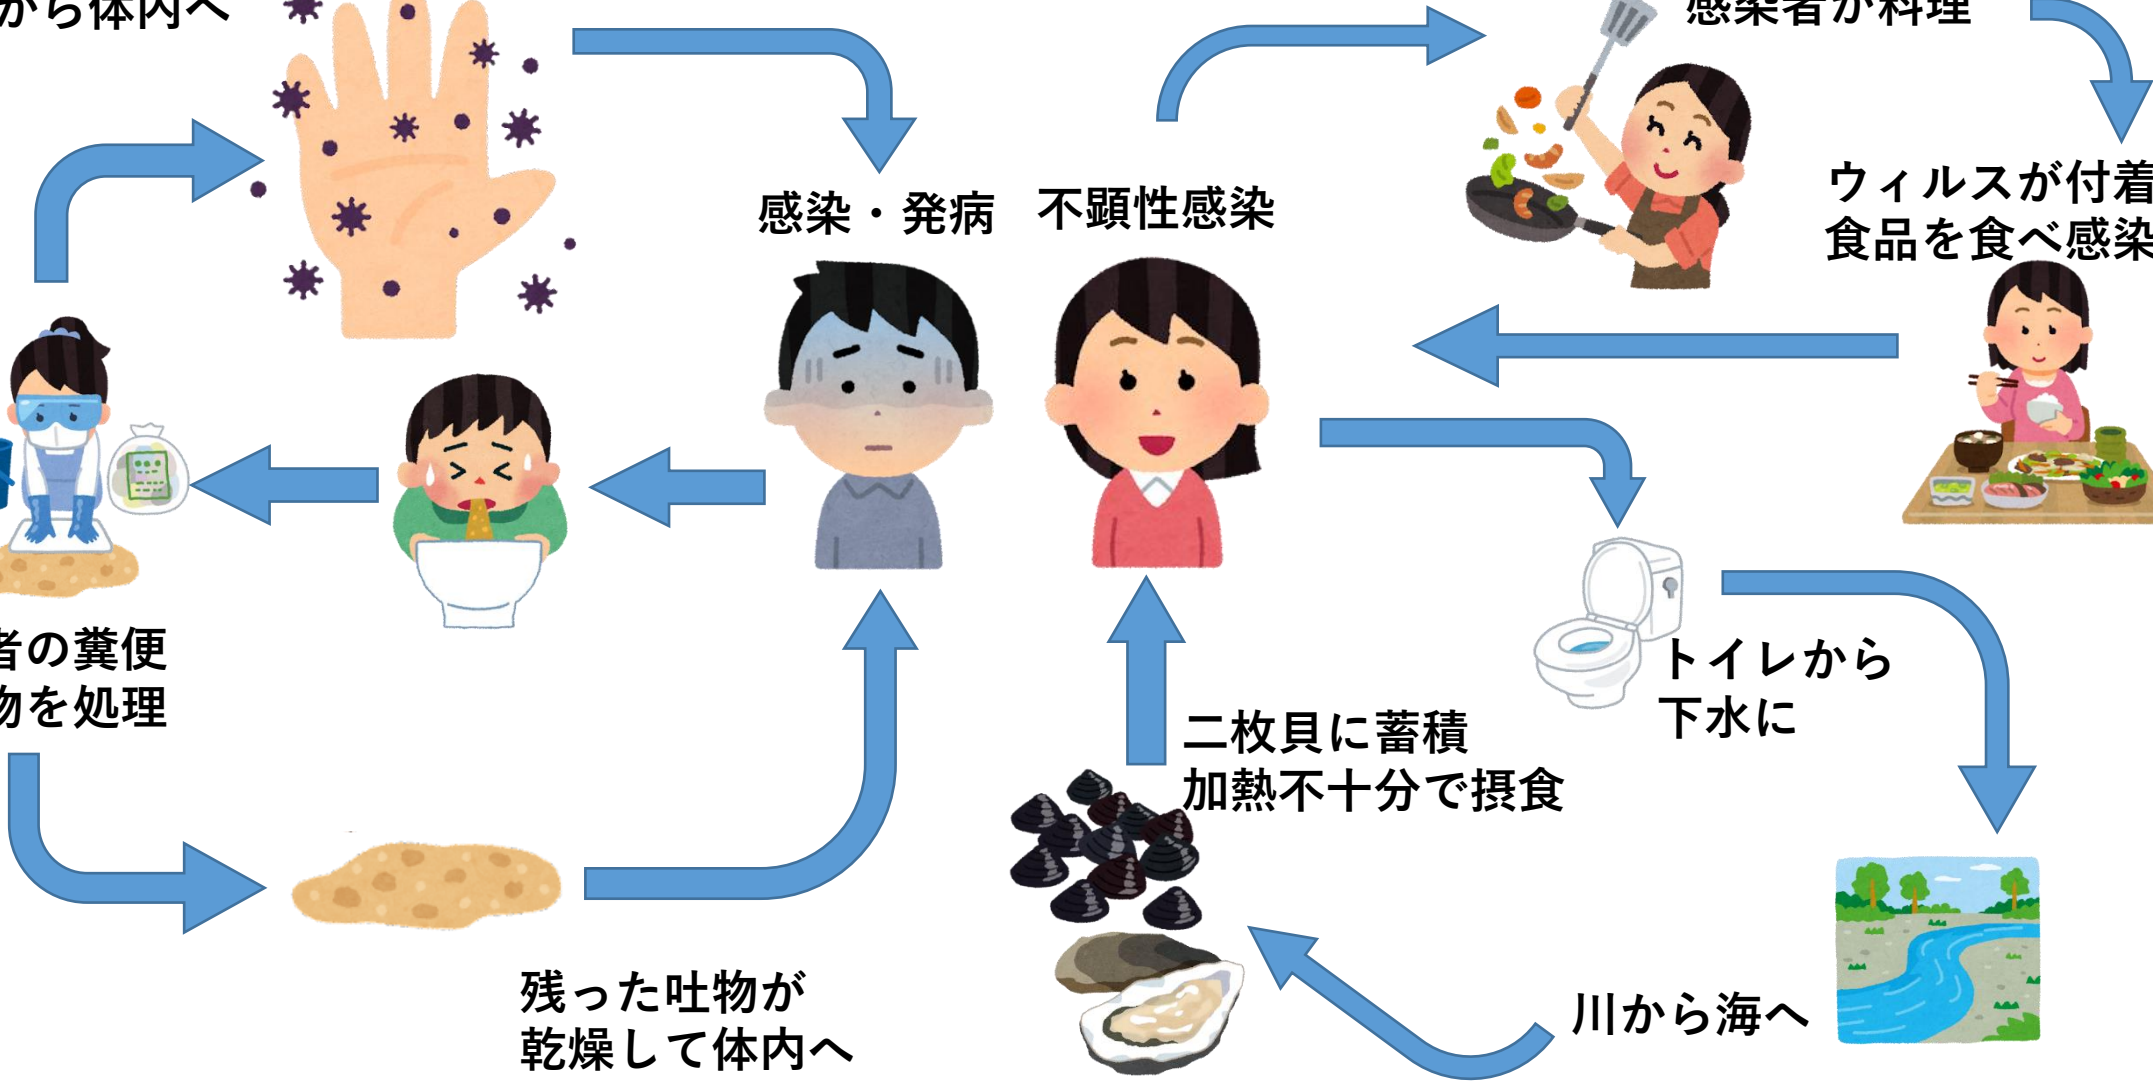 から体内へ
感染者が料理
ウィルスが付着
食品を食べ感染
感染・発病
不顕性感染
者の糞便
物を処理
トイレから
下水に
二枚貝に蓄積
加熱不十分で摂食
残った吐物が
乾燥して体内へ
川から海へ